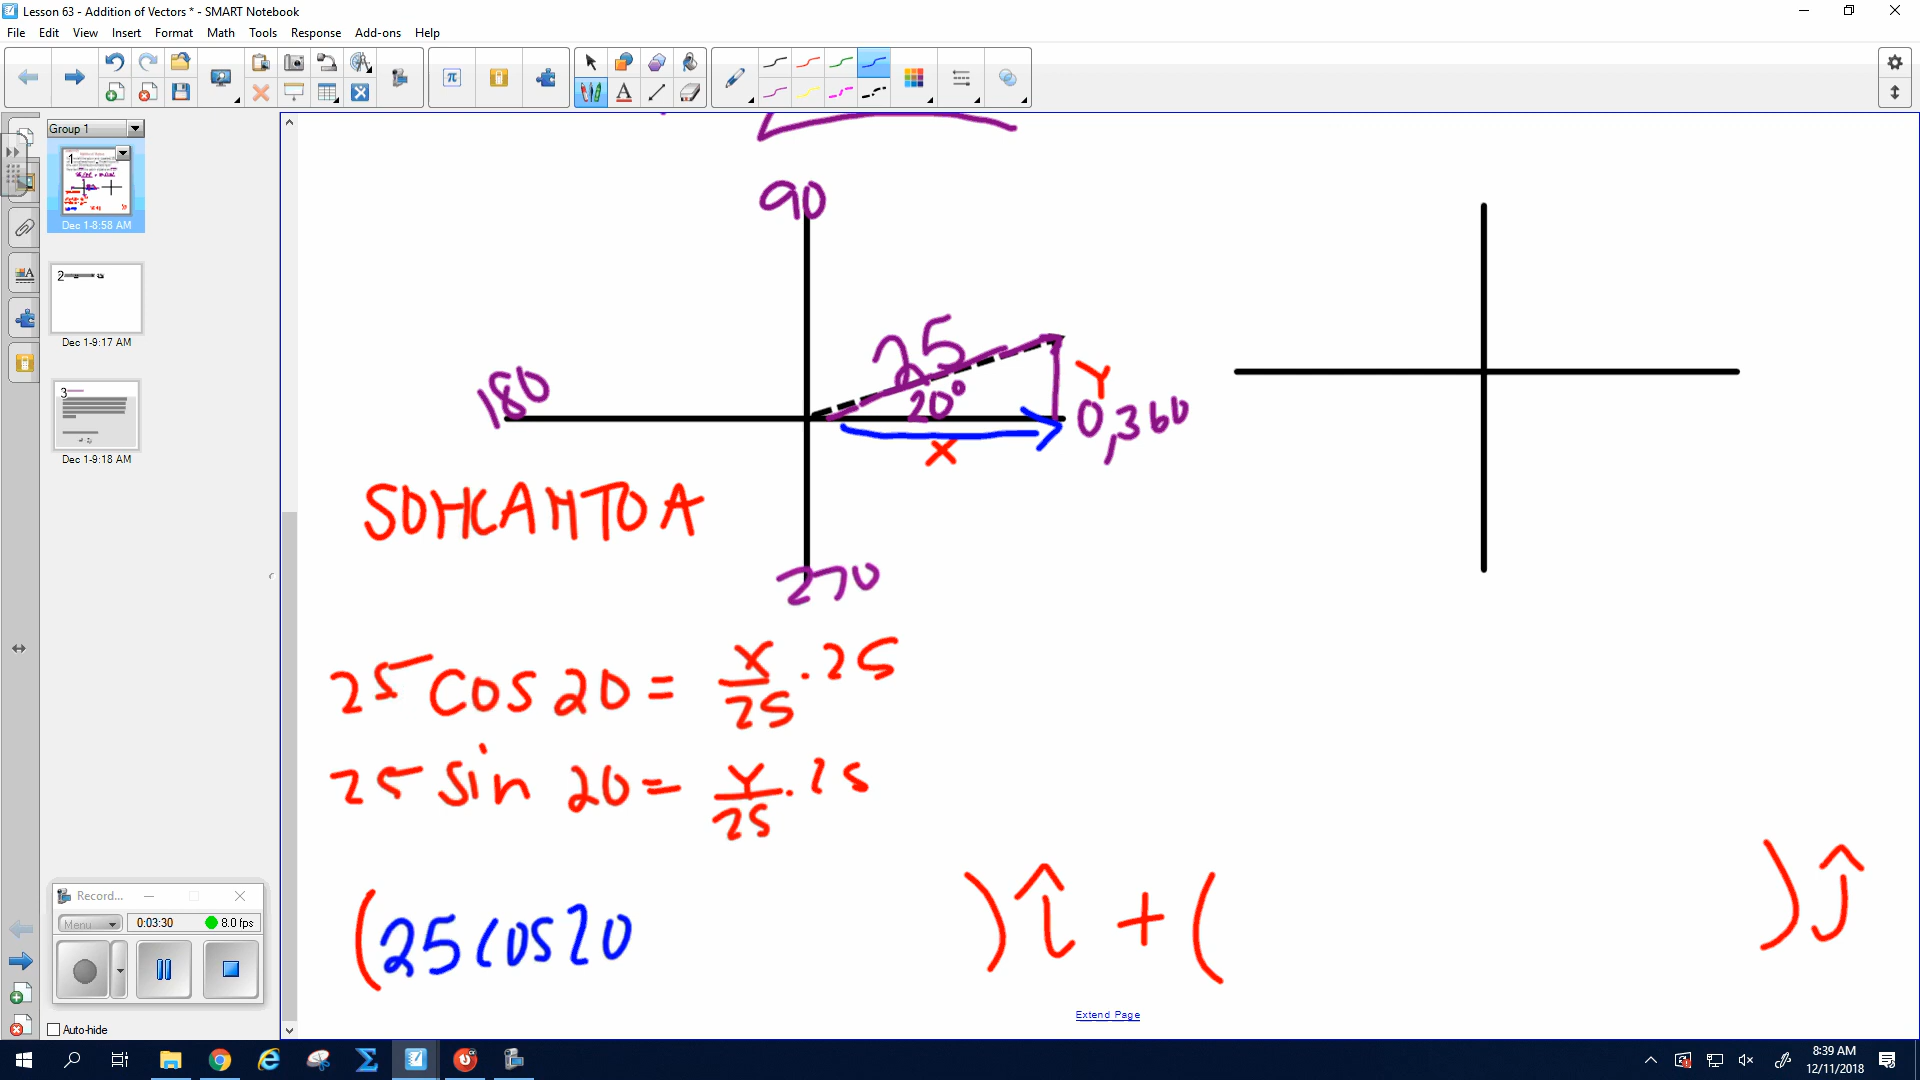 Lesson 63 - Addition of Vectors * - SMART Notebook
File Edit View Insert Format Math Tools Response Add-ons Help
Group 1
1
Dec 1-8:58 AM
2
Dec 1-9:17 AM
3
Dec 1-9:18 AM
90
25
20°
180
Y
0,360
X
SOHCAHTOA
270
25 cos 20 = X/25 . 25
25 sin 20 = Y/25 . 25
(25 cos 20 ) î + ( ) ĵ
Extend Page
Record...
Menu 0:03:30 8.0 fps
Auto-hide
8:39 AM
12/11/2018